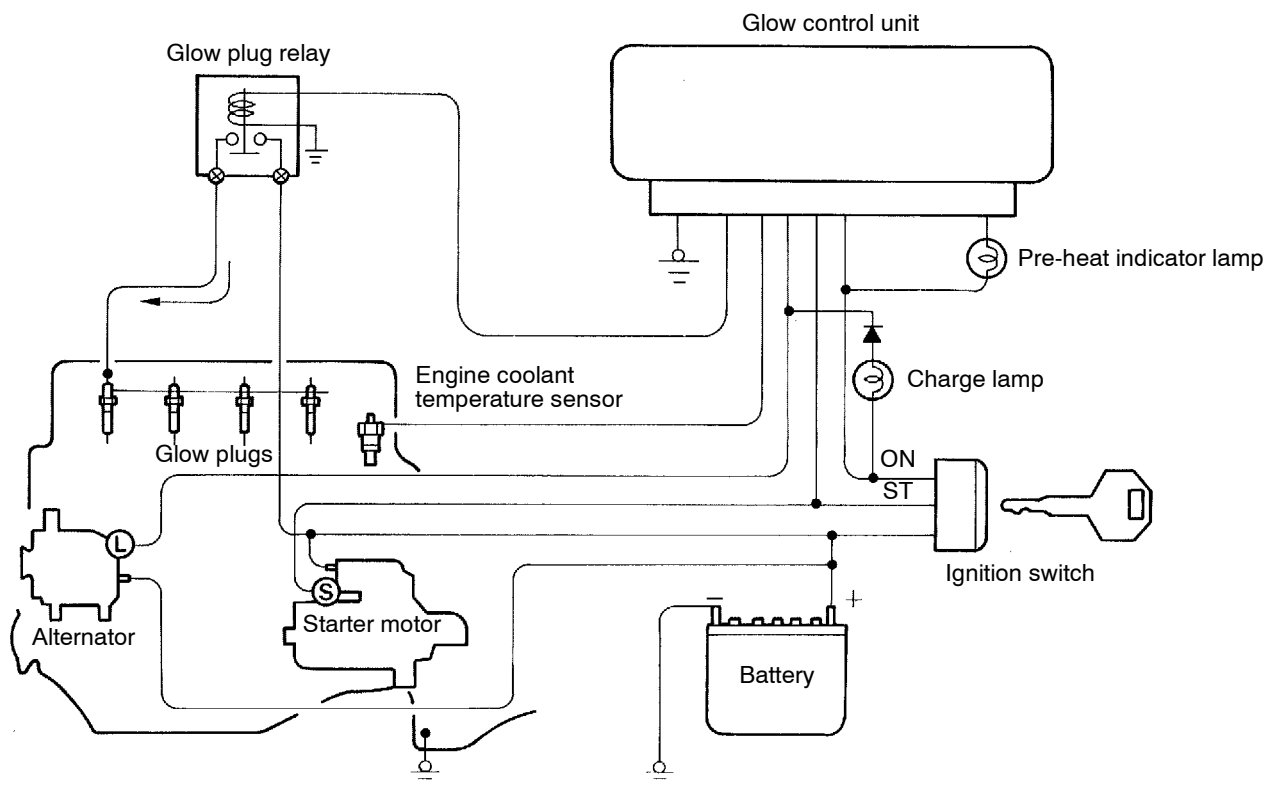 Glow control unit
Glow plug relay
Pre-heat indicator lamp
Engine coolant
temperature sensor
Charge lamp
Glow plugs
ON
ST
L
Ignition switch
S
− +
Starter motor
Alternator
Battery